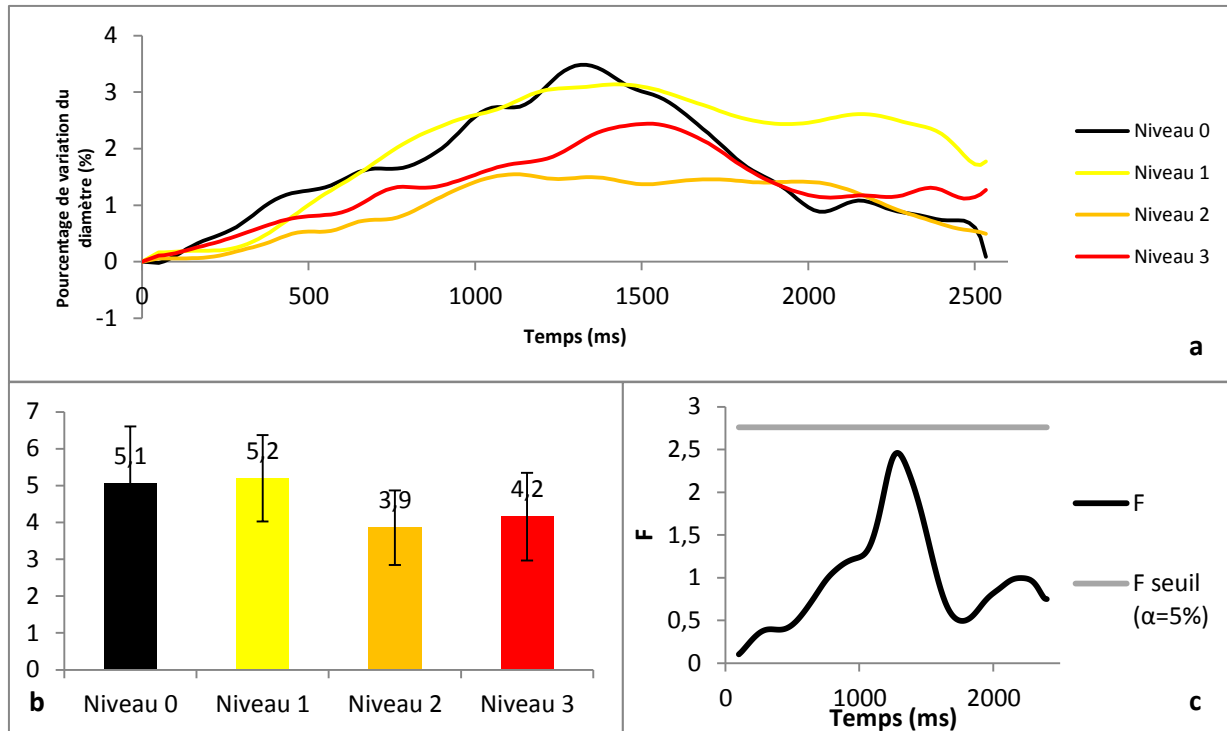 Pourcentage de variation du
diamètre (%)
4
3
2
1
0
-1
0
500
1000
1500
2000
2500
Temps (ms)
Niveau 0
Niveau 1
Niveau 2
Niveau 3
a
7
6
5
4
3
2
1
0
5,1
5,2
3,9
4,2
Niveau 0
Niveau 1
Niveau 2
Niveau 3
b
F
3
2,5
2
1,5
1
0,5
0
0
1000
2000
Temps (ms)
F
F seuil
(α=5%)
c